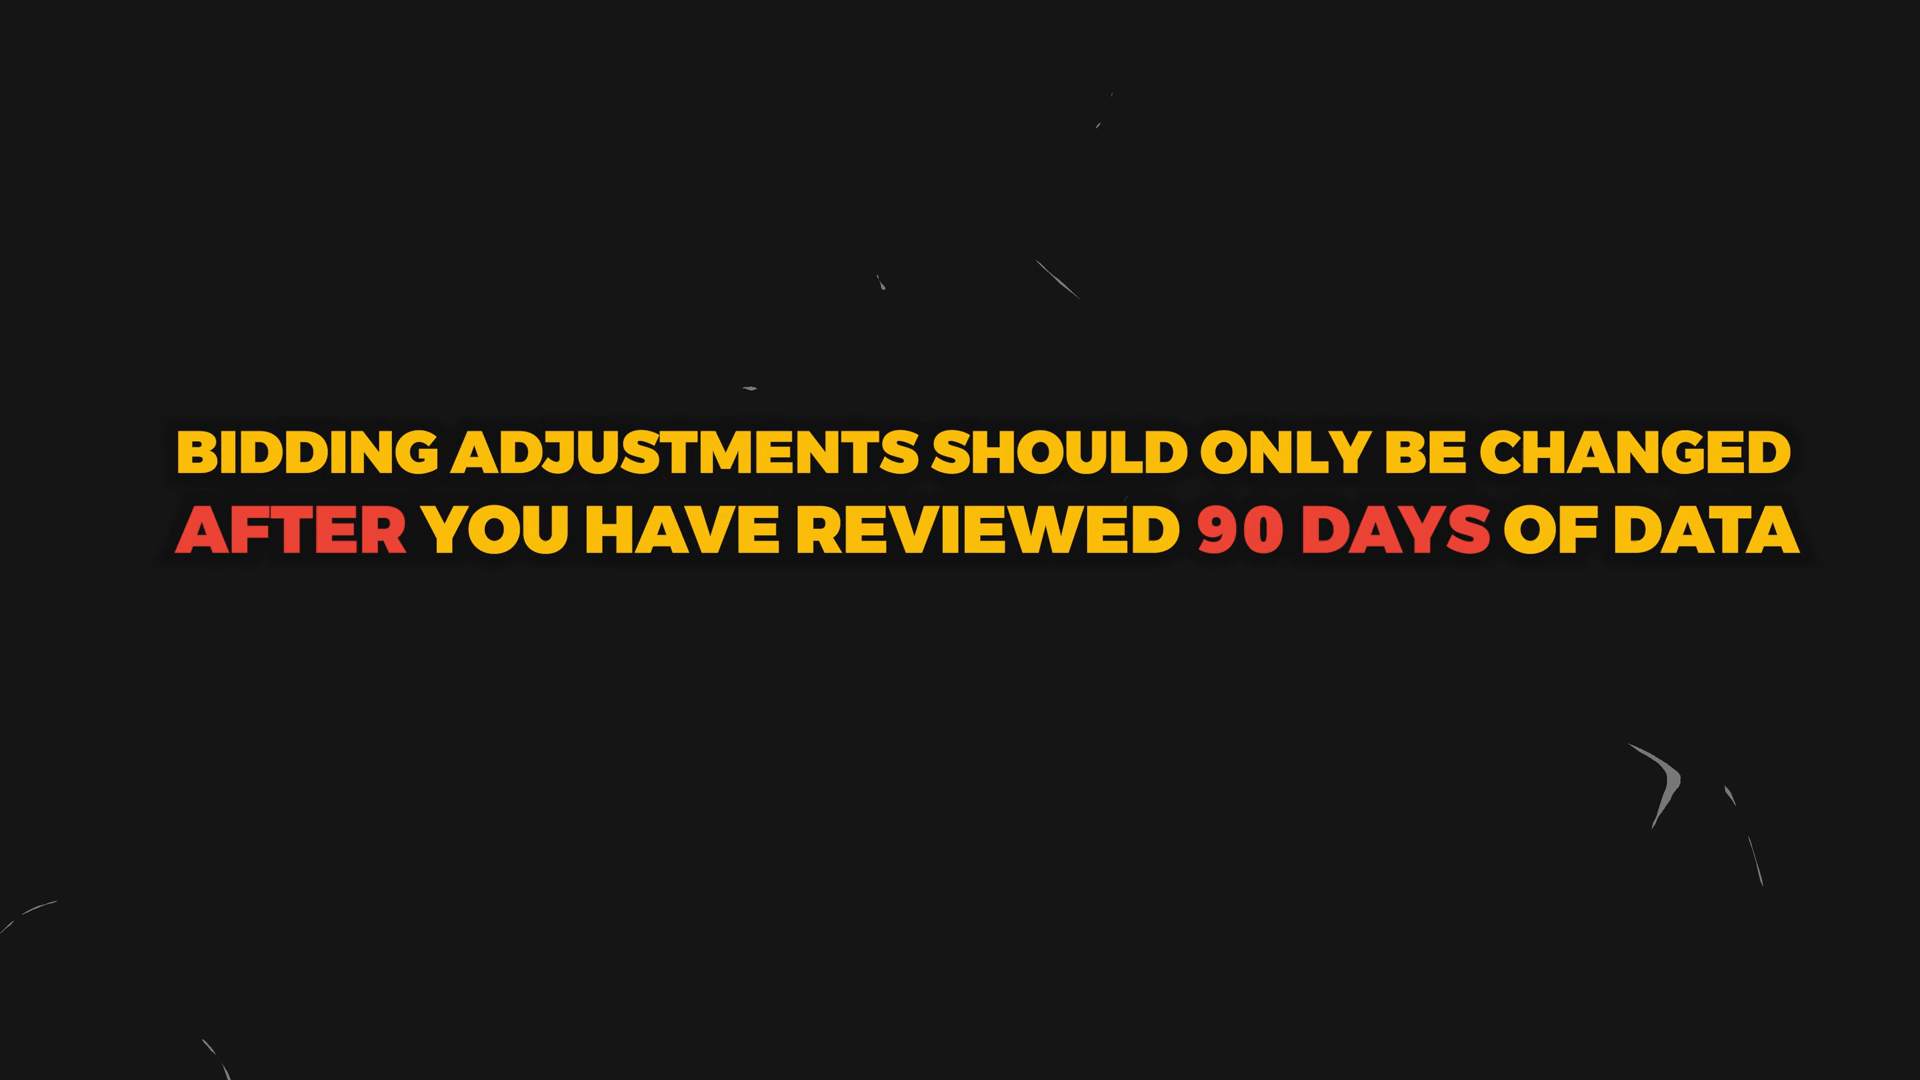 BIDDING ADJUSTMENTS SHOULD ONLY BE CHANGED
AFTER YOU HAVE REVIEWED 90 DAYS OF DATA